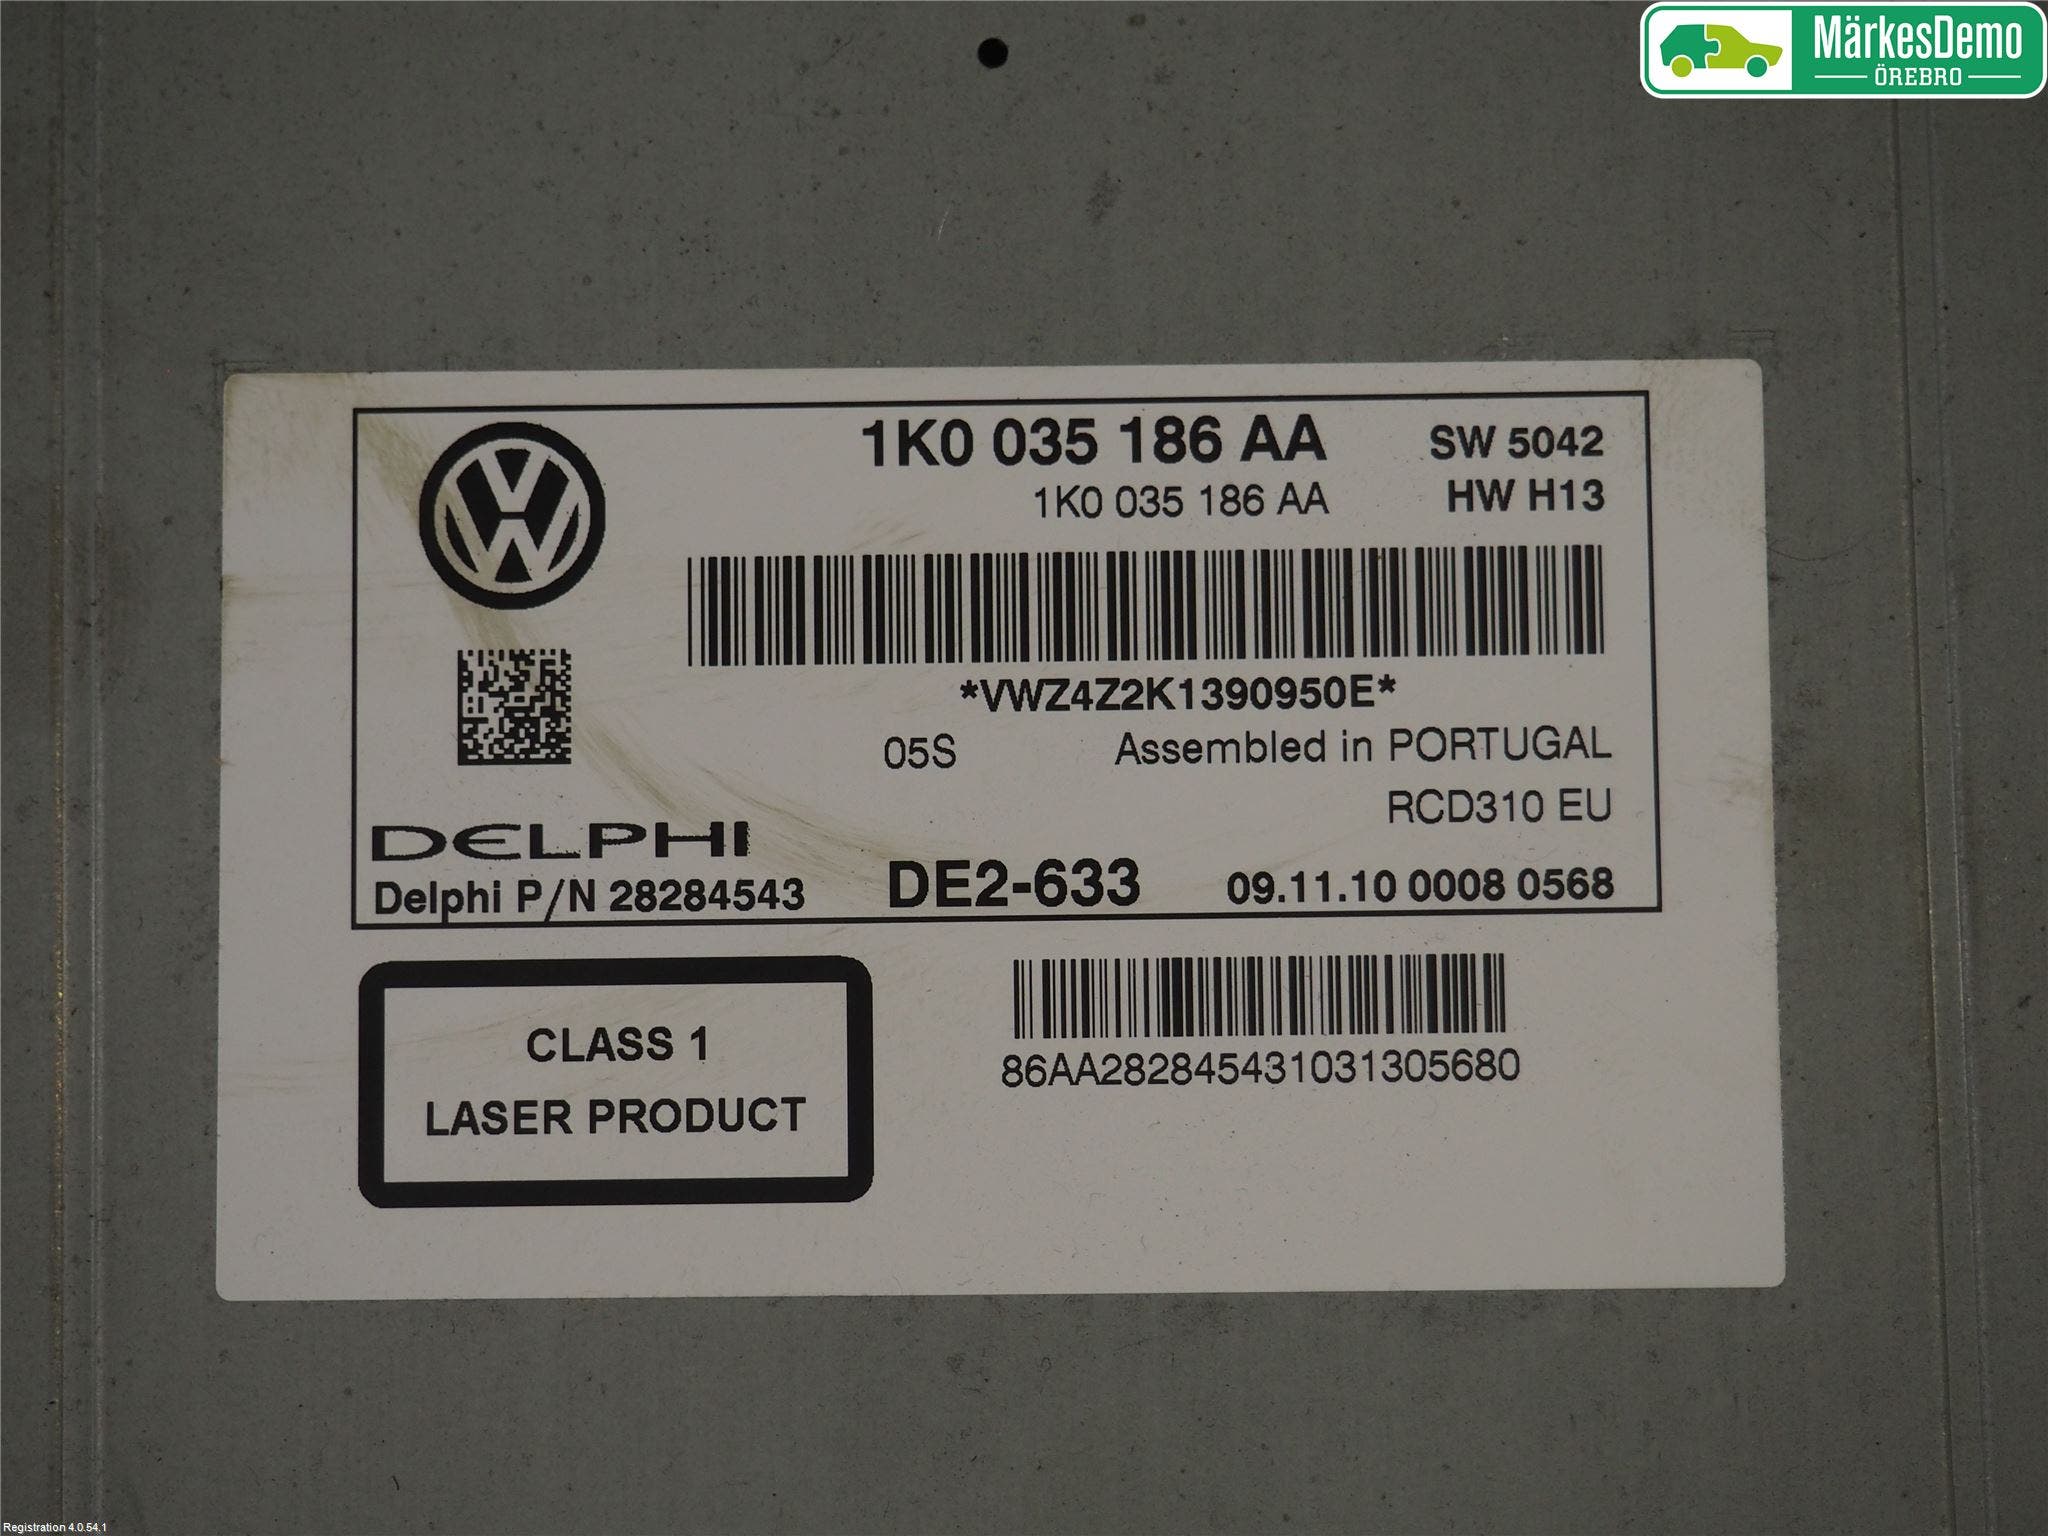 MärkesDemo
ÖREBRO
1K0 035 186 AA SW 5042
1K0 035 186 AA HW H13
*VWZ4Z2K1390950E*
05S Assembled in PORTUGAL
RCD310 EU
DELPHI
Delphi P/N 28284543 DE2-633 09.11.10 0008 0568
CLASS 1
LASER PRODUCT
86AA282845431031305680
Registration 4.0.54.1